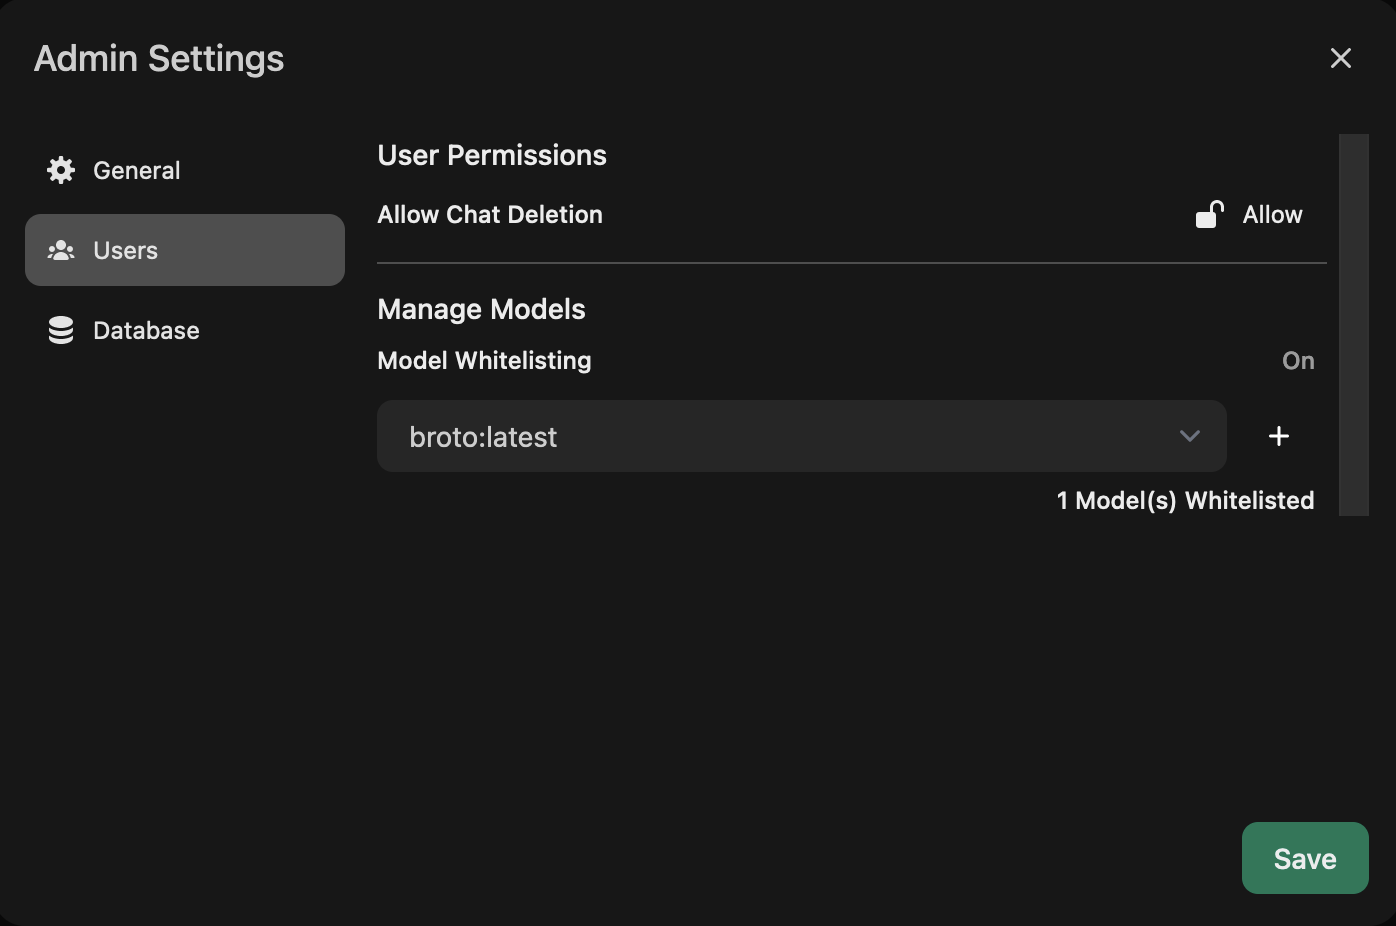 Admin Settings
General
Users
Database
User Permissions
Allow Chat Deletion
Allow
Manage Models
Model Whitelisting
On
broto:latest
1 Model(s) Whitelisted
Save